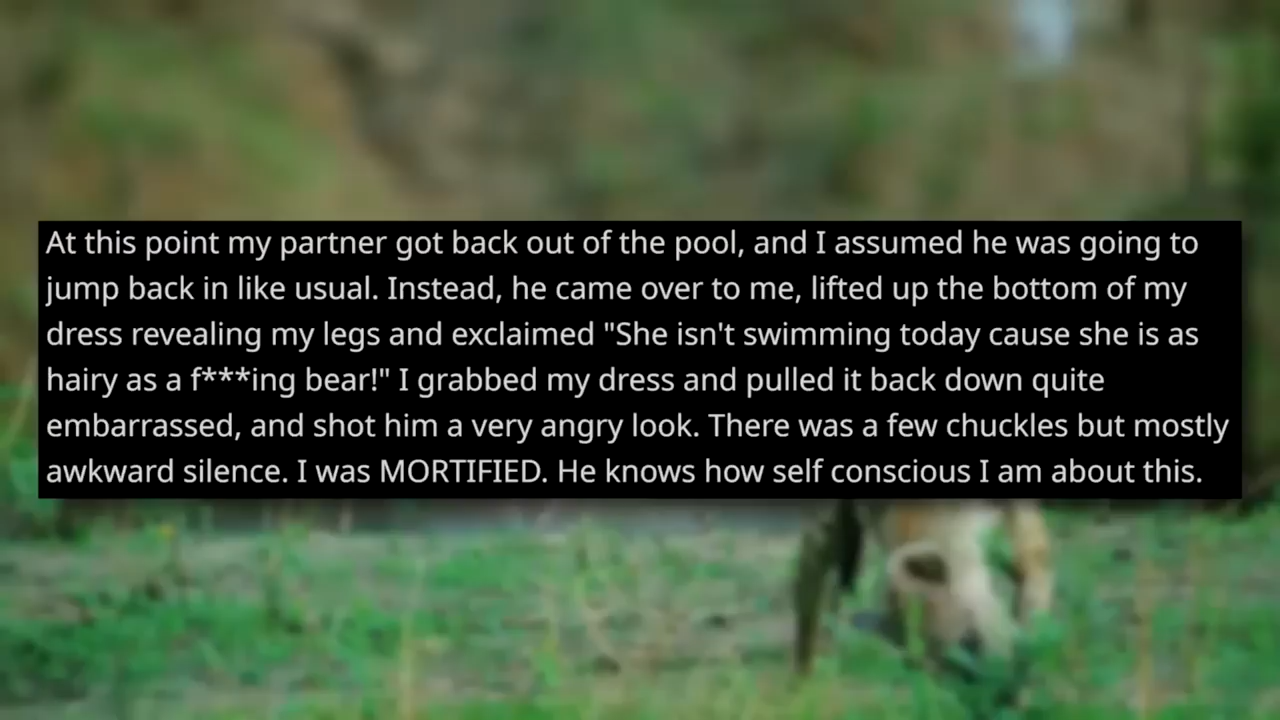 At this point my partner got back out of the pool, and I assumed he was going to
jump back in like usual. Instead, he came over to me, lifted up the bottom of my
dress revealing my legs and exclaimed "She isn't swimming today cause she is as
hairy as a f***ing bear!" I grabbed my dress and pulled it back down quite
embarrassed, and shot him a very angry look. There was a few chuckles but mostly
awkward silence. I was MORTIFIED. He knows how self conscious I am about this.